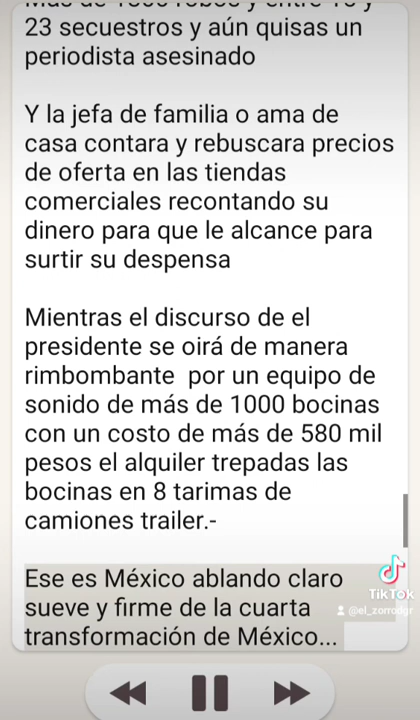 23 secuestros y aún quisas un
periodista asesinado
Y la jefa de familia o ama de
casa contara y rebuscara precios
de oferta en las tiendas
comerciales recontando su
dinero para que le alcance para
surtir su despensa
Mientras el discurso de el
presidente se oirá de manera
rimbombante por un equipo de
sonido de más de 1000 bocinas
con un costo de más de 580 mil
pesos el alquiler trepadas las
bocinas en 8 tarimas de
camiones trailer.-
Ese es México ablando claro
sueve y firme de la cuarta
transformación de México...
TikTok